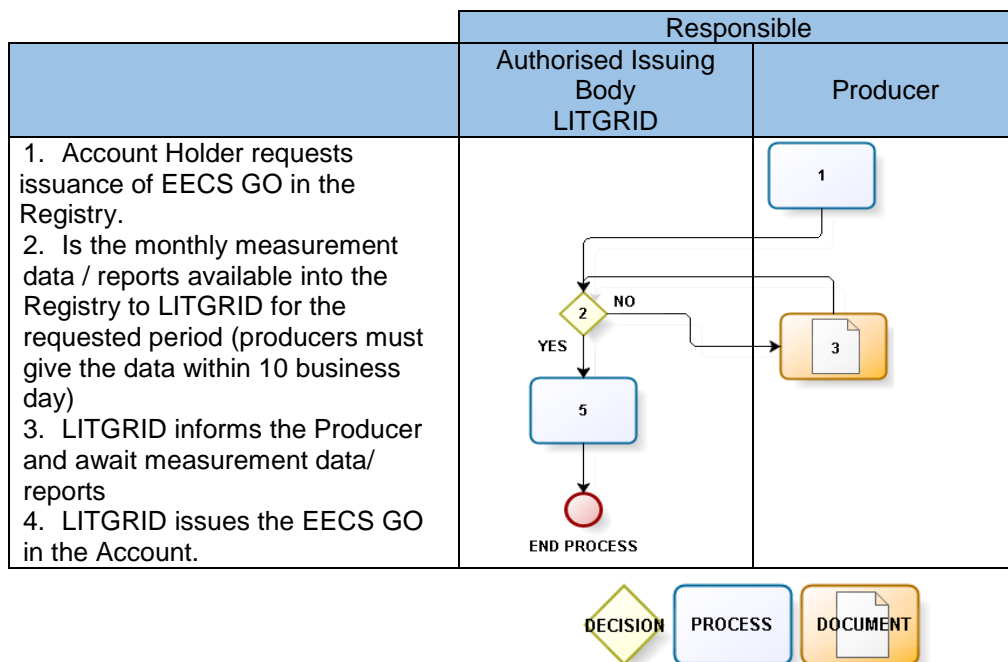 Responsible
Authorised Issuing
Body
LITGRID
Producer
1. Account Holder requests
issuance of EECS GO in the
Registry.
2. Is the monthly measurement
data / reports available into the
Registry to LITGRID for the
requested period (producers must
give the data within 10 business
day)
3. LITGRID informs the Producer
and await measurement data/
reports
4. LITGRID issues the EECS GO
in the Account.
1
2
NO
YES
3
5
END PROCESS
DECISION
PROCESS
DOCUMENT